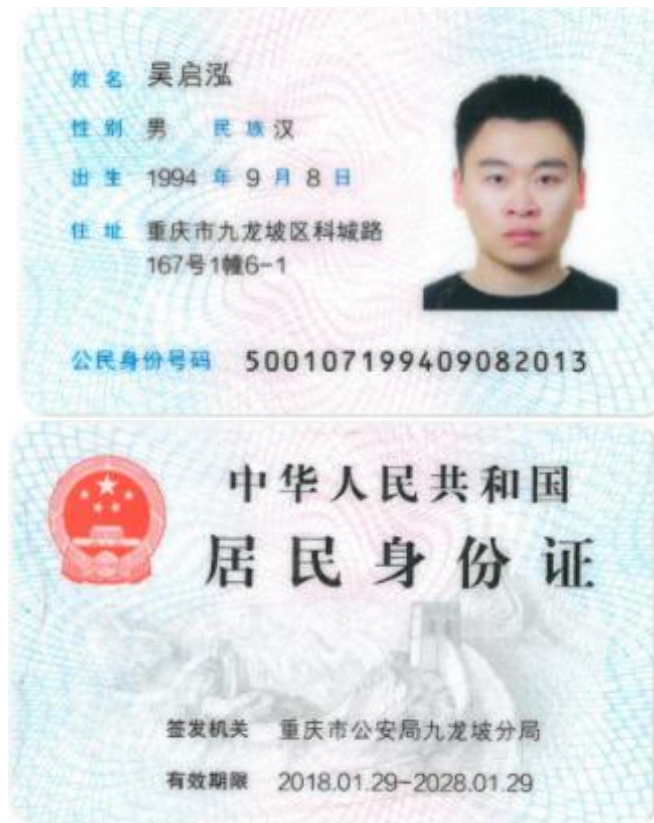 姓名 吴启泓
性别 男 民族 汉
出生 1994 年 9 月 8 日
住址 重庆市九龙坡区科城路
167号1幢6-1
公民身份号码 500107199409082013
中华人民共和国
居民身份证
签发机关 重庆市公安局九龙坡分局
有效期限 2018.01.29-2028.01.29